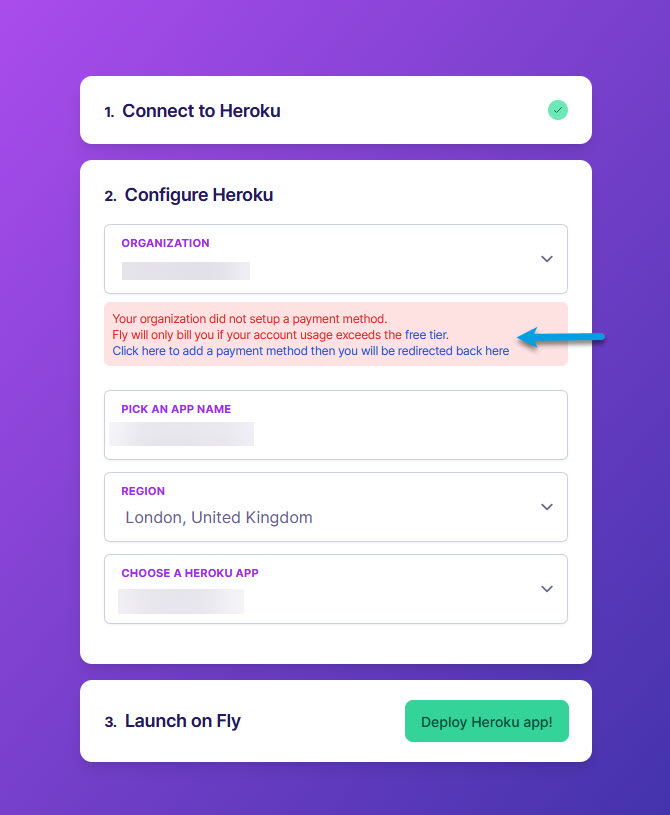 1. Connect to Heroku
2. Configure Heroku
ORGANIZATION
Your organization did not setup a payment method.
Fly will only bill you if your account usage exceeds the free tier.
Click here to add a payment method then you will be redirected back here
PICK AN APP NAME
REGION
London, United Kingdom
CHOOSE A HEROKU APP
3. Launch on Fly
Deploy Heroku app!